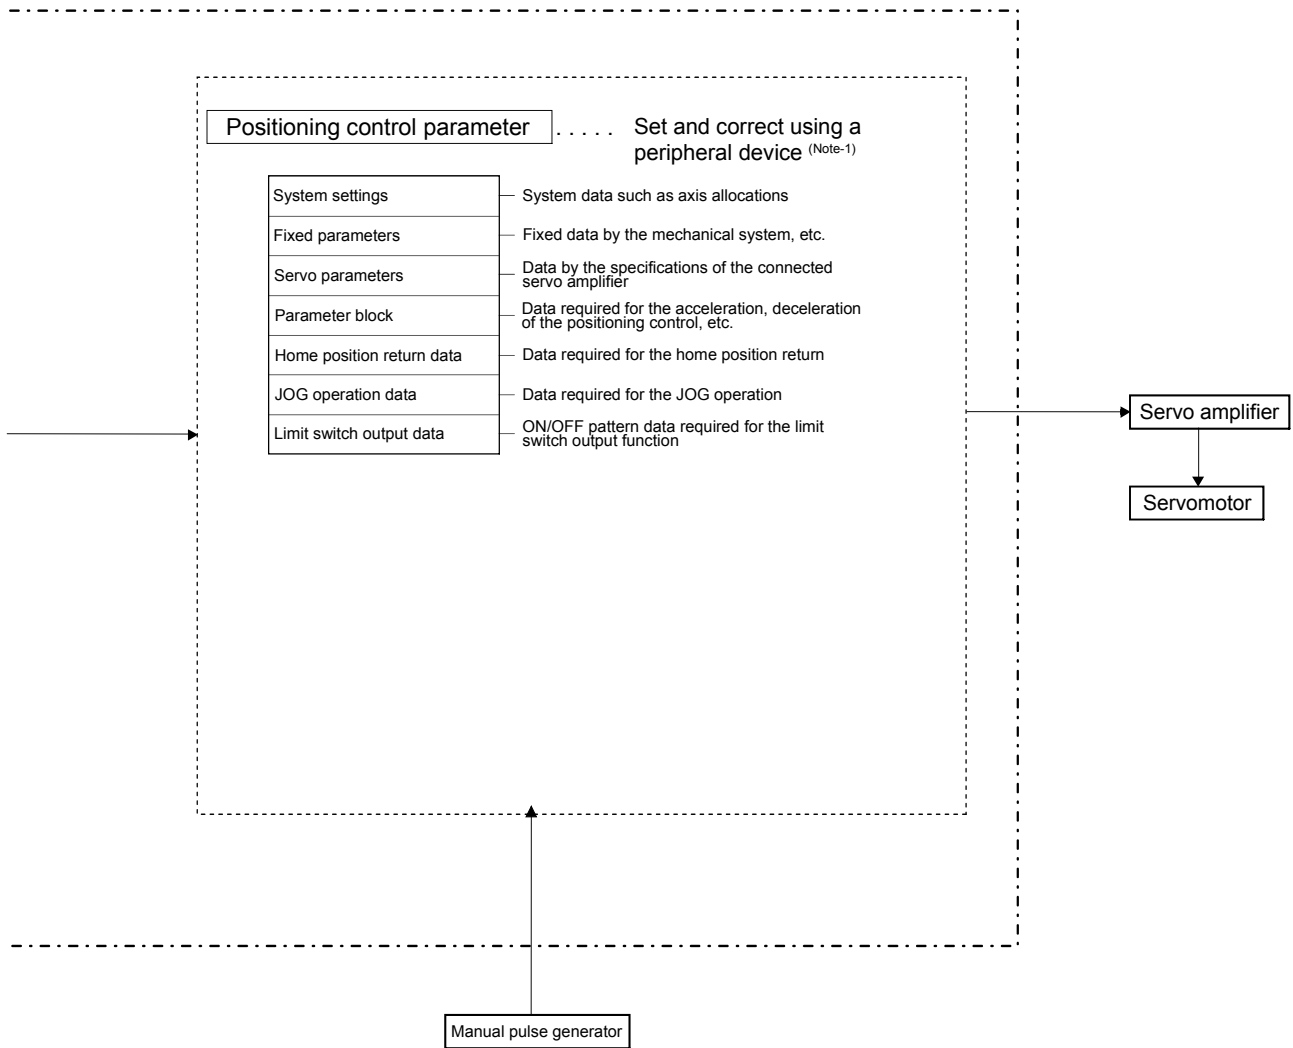 Positioning control parameter ..... Set and correct using a
peripheral device (Note-1)
System settings System data such as axis allocations
Fixed parameters Fixed data by the mechanical system, etc.
Servo parameters Data by the specifications of the connected
servo amplifier
Parameter block Data required for the acceleration, deceleration
of the positioning control, etc.
Home position return data Data required for the home position return
JOG operation data Data required for the JOG operation
Limit switch output data ON/OFF pattern data required for the limit
switch output function
Servo amplifier
Servomotor
Manual pulse generator